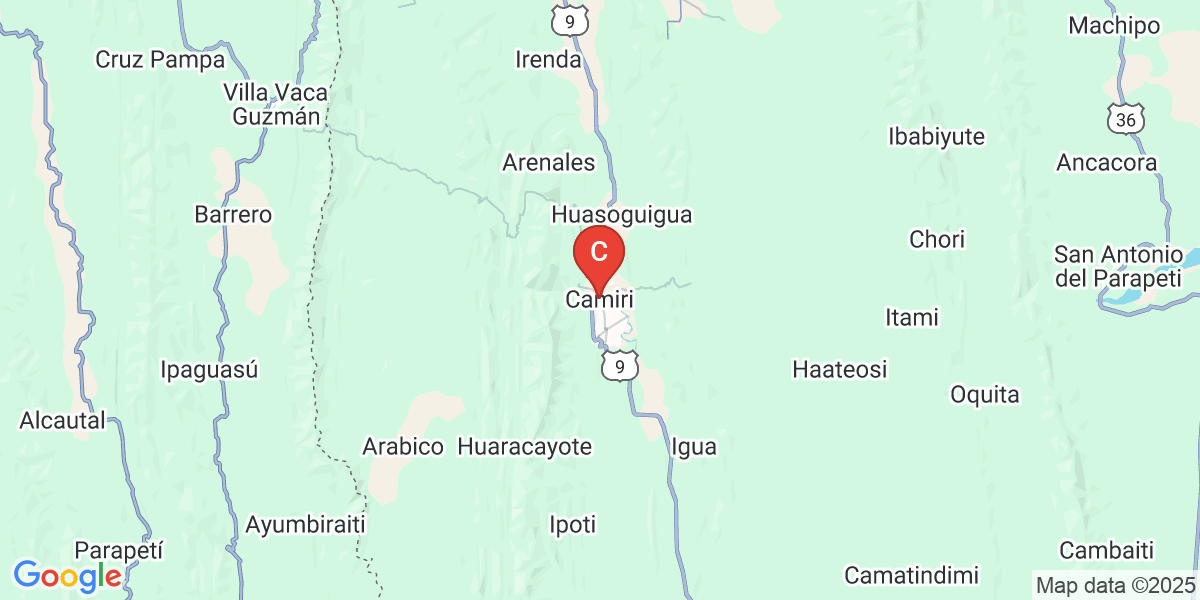 9
Machipo
Cruz Pampa
Irenda
Villa Vaca
Guzmán
36
Ibabiyute
Arenales
Ancacora
Barrero
Huasoguigua
Chori
C
San Antonio
del Parapeti
Camiri
Itami
9
Ipaguasú
Haateosi
Oquita
Alcautal
Arabico
Huaracayote
Igua
Ayumbiraiti
Ipoti
Parapetí
Cambaiti
Google
Camatindimi
Map data ©2025